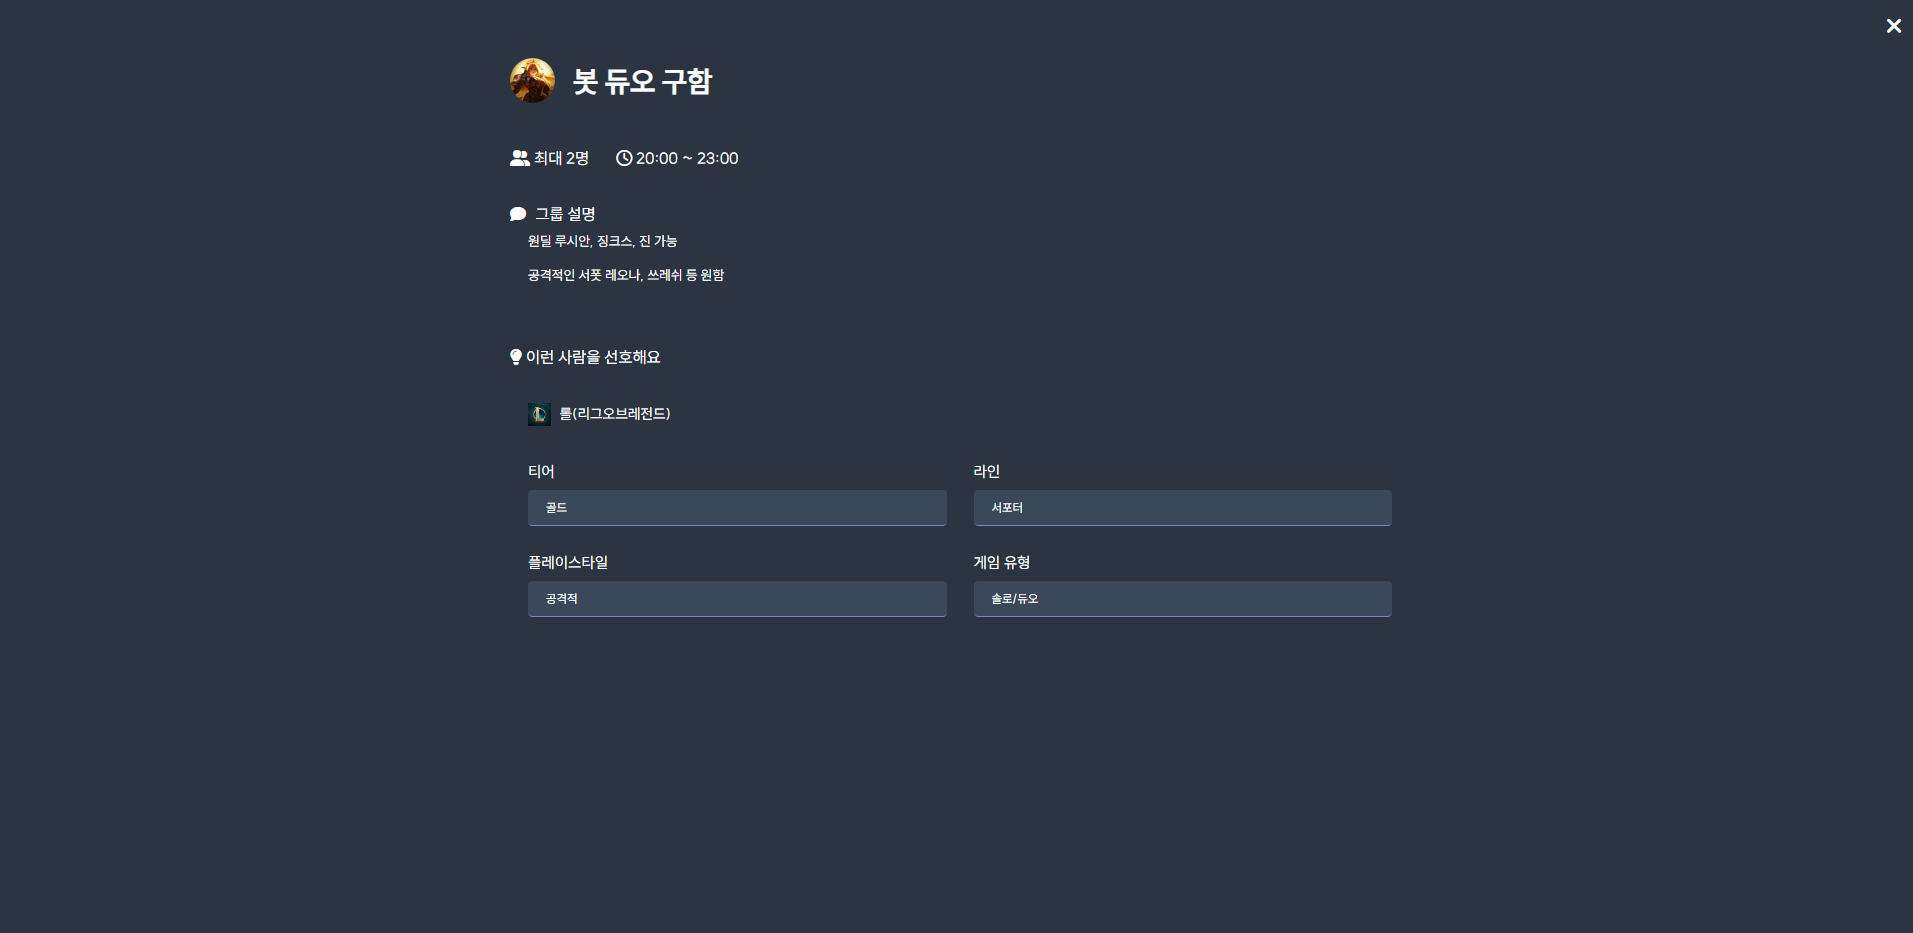 봇 듀오 구함
최대 2명 20:00 ~ 23:00
그룹 설명
원딜 루시안, 징크스, 진 가능
공격적인 서폿 레오나, 쓰레쉬 등 원함
이런 사람을 선호해요
롤(리그오브레전드)
티어 라인
골드 서포터
플레이스타일 게임 유형
공격적 솔로/듀오